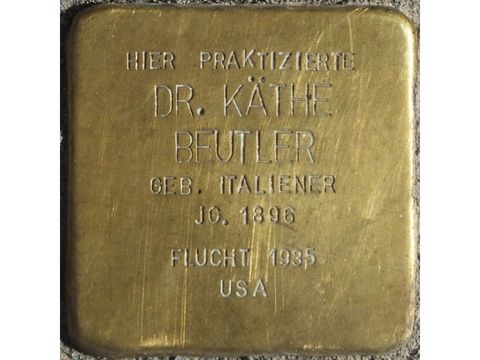 HIER PRAKTIZIERTE
DR. KÄTHE
BEUTLER
GEB. ITALIENER
JG. 1896
FLUCHT 1935
USA